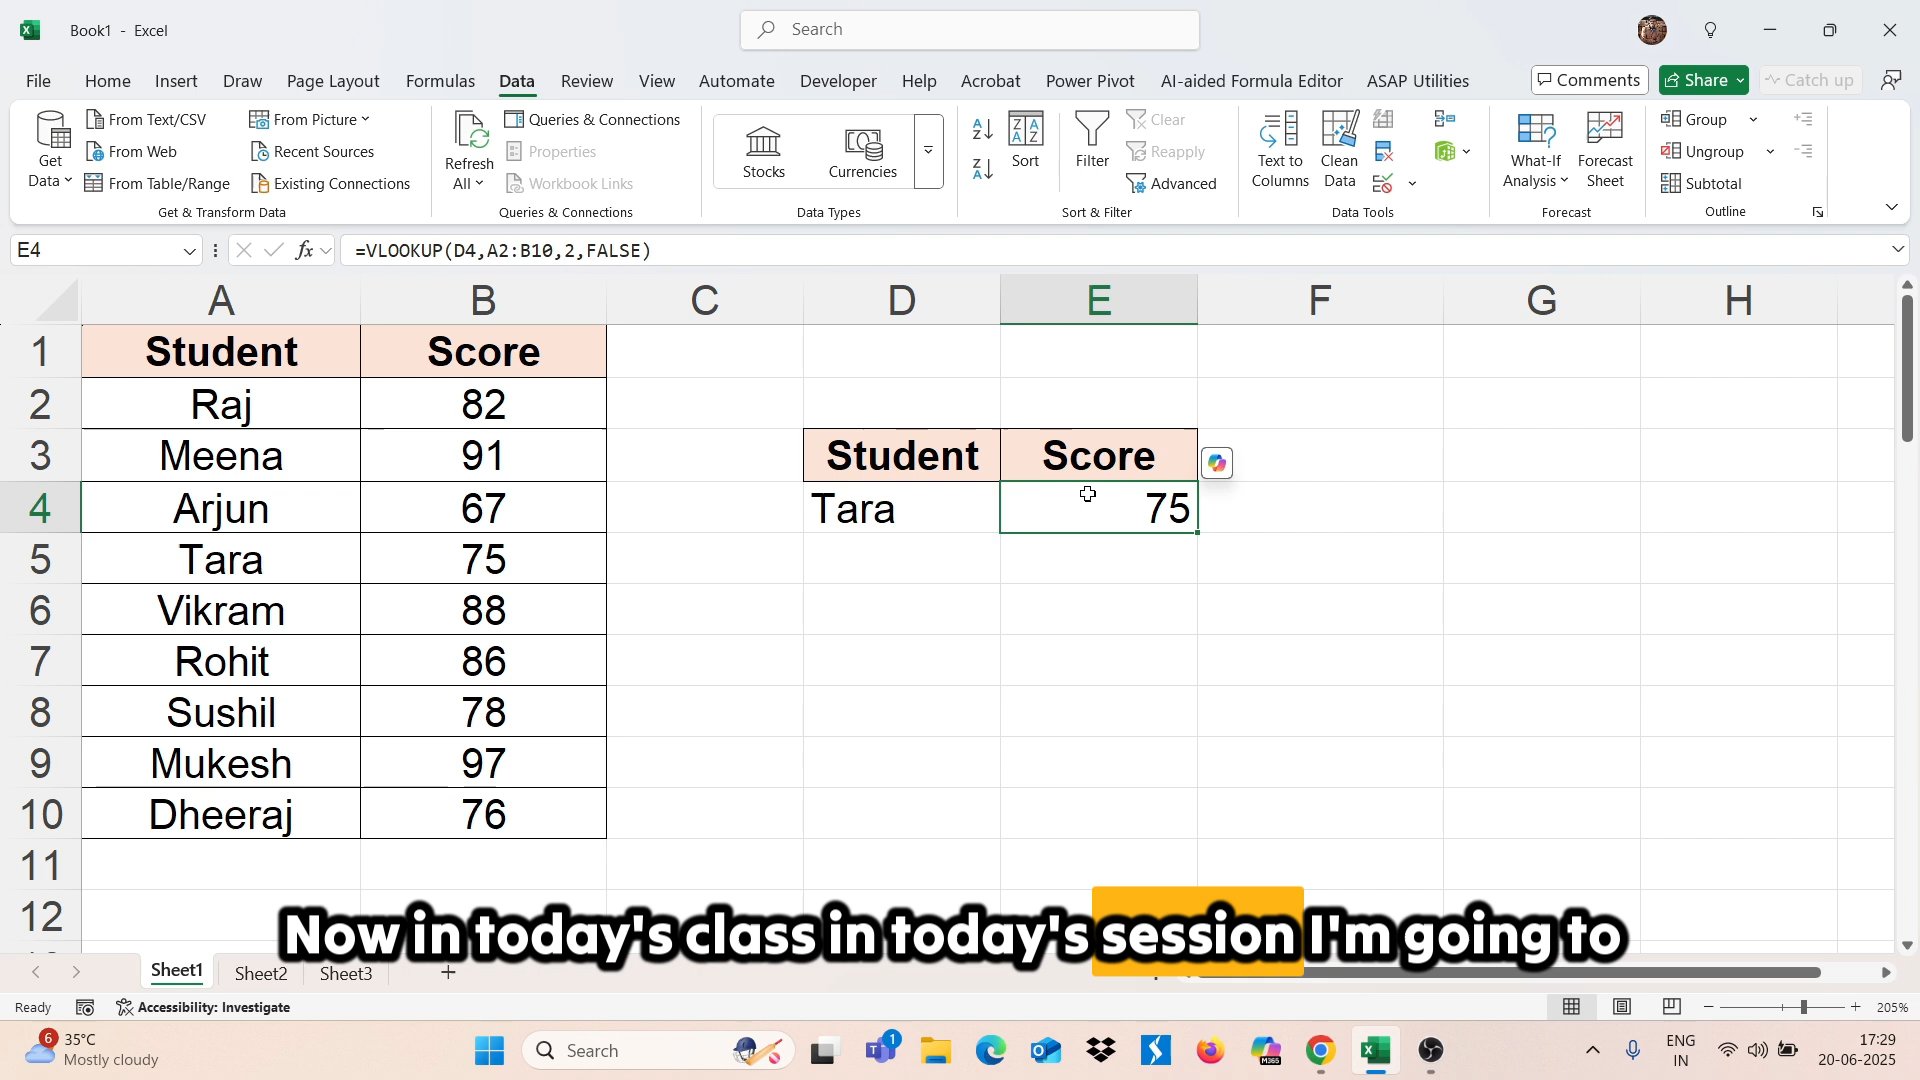 Book1 - Excel
Search
File Home Insert Draw Page Layout Formulas Data Review View Automate Developer Help Acrobat Power Pivot AI-aided Formula Editor ASAP Utilities Comments Share Catch up
Get Data
From Text/CSV
From Web
From Table/Range
From Picture
Recent Sources
Existing Connections
Get & Transform Data
Refresh All
Queries & Connections
Properties
Workbook Links
Queries & Connections
Stocks
Currencies
Data Types
Sort
Filter
Clear
Reapply
Advanced
Sort & Filter
Text to Columns
Clean Data
Data Tools
What-If Analysis
Forecast Sheet
Forecast
Group
Ungroup
Subtotal
Outline
E4 fx =VLOOKUP(D4,A2:B10,2,FALSE)
A B C D E F G H
1 Student Score
2 Raj 82
3 Meena 91 Student Score
4 Arjun 67 Tara 75
5 Tara 75
6 Vikram 88
7 Rohit 86
8 Sushil 78
9 Mukesh 97
10 Dheeraj 76
11
12
Now in today's class in today's session I'm going to
Sheet1 Sheet2 Sheet3
Ready Accessibility: Investigate 205%
6 35°C
Mostly cloudy
Search
1
M365
ENG
IN
17:29
20-06-2025